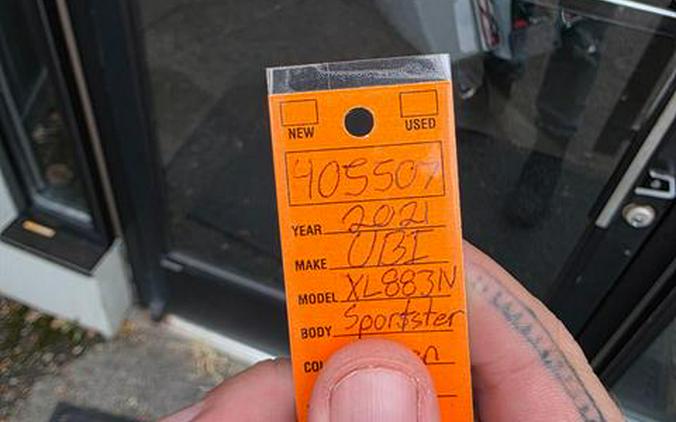 NEW USED
405507
YEAR 2021
MAKE UBI
MODEL XL883N
BODY Sportster